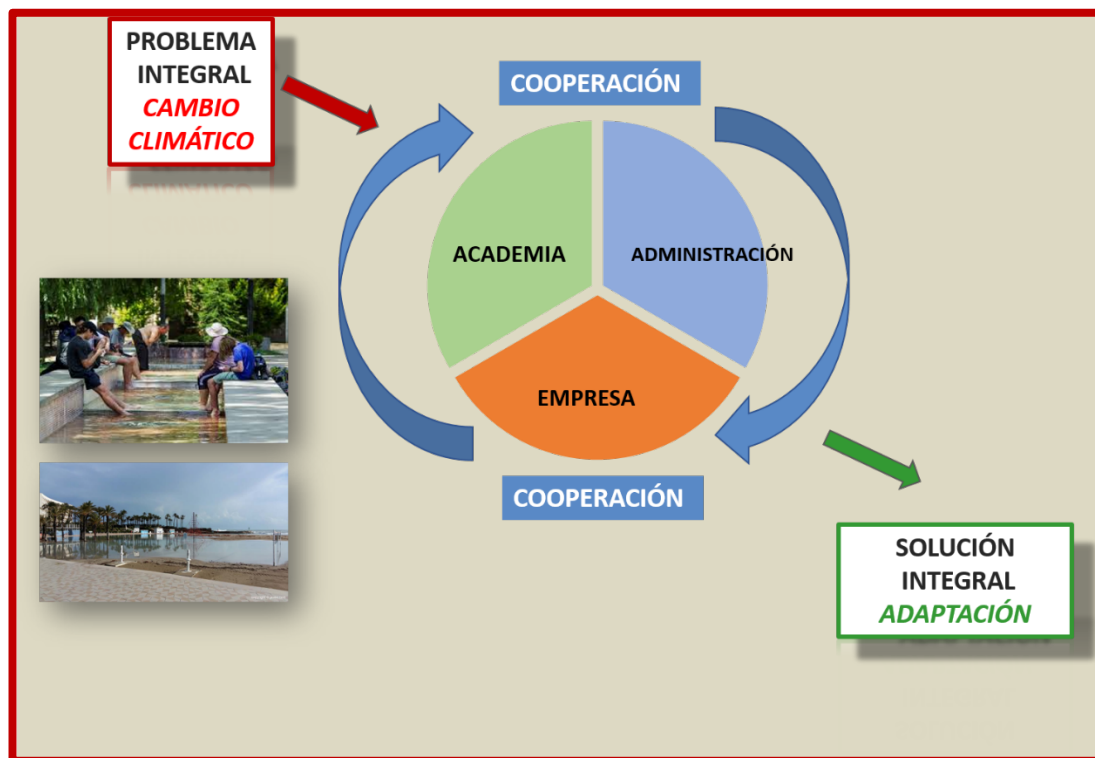 PROBLEMA
INTEGRAL
CAMBIO
CLIMÁTICO
COOPERACIÓN
ACADEMIA
ADMINISTRACIÓN
EMPRESA
COOPERACIÓN
SOLUCIÓN
INTEGRAL
ADAPTACIÓN